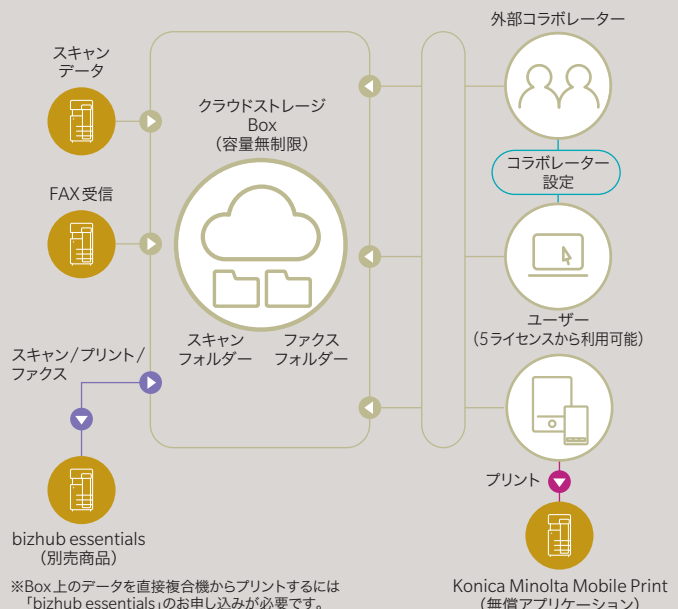 スキャン
データ
FAX受信
スキャン/プリント/
ファクス
bizhub essentials
（別売商品）
※Box上のデータを直接複合機からプリントするには
「bizhub essentials」のお申し込みが必要です。
クラウドストレージ
Box
（容量無制限）
スキャン
フォルダー
ファクス
フォルダー
外部コラボレーター
コラボレーター
設定
ユーザー
（5ライセンスから利用可能）
プリント
Konica Minolta Mobile Print
（無償アプリケーション）